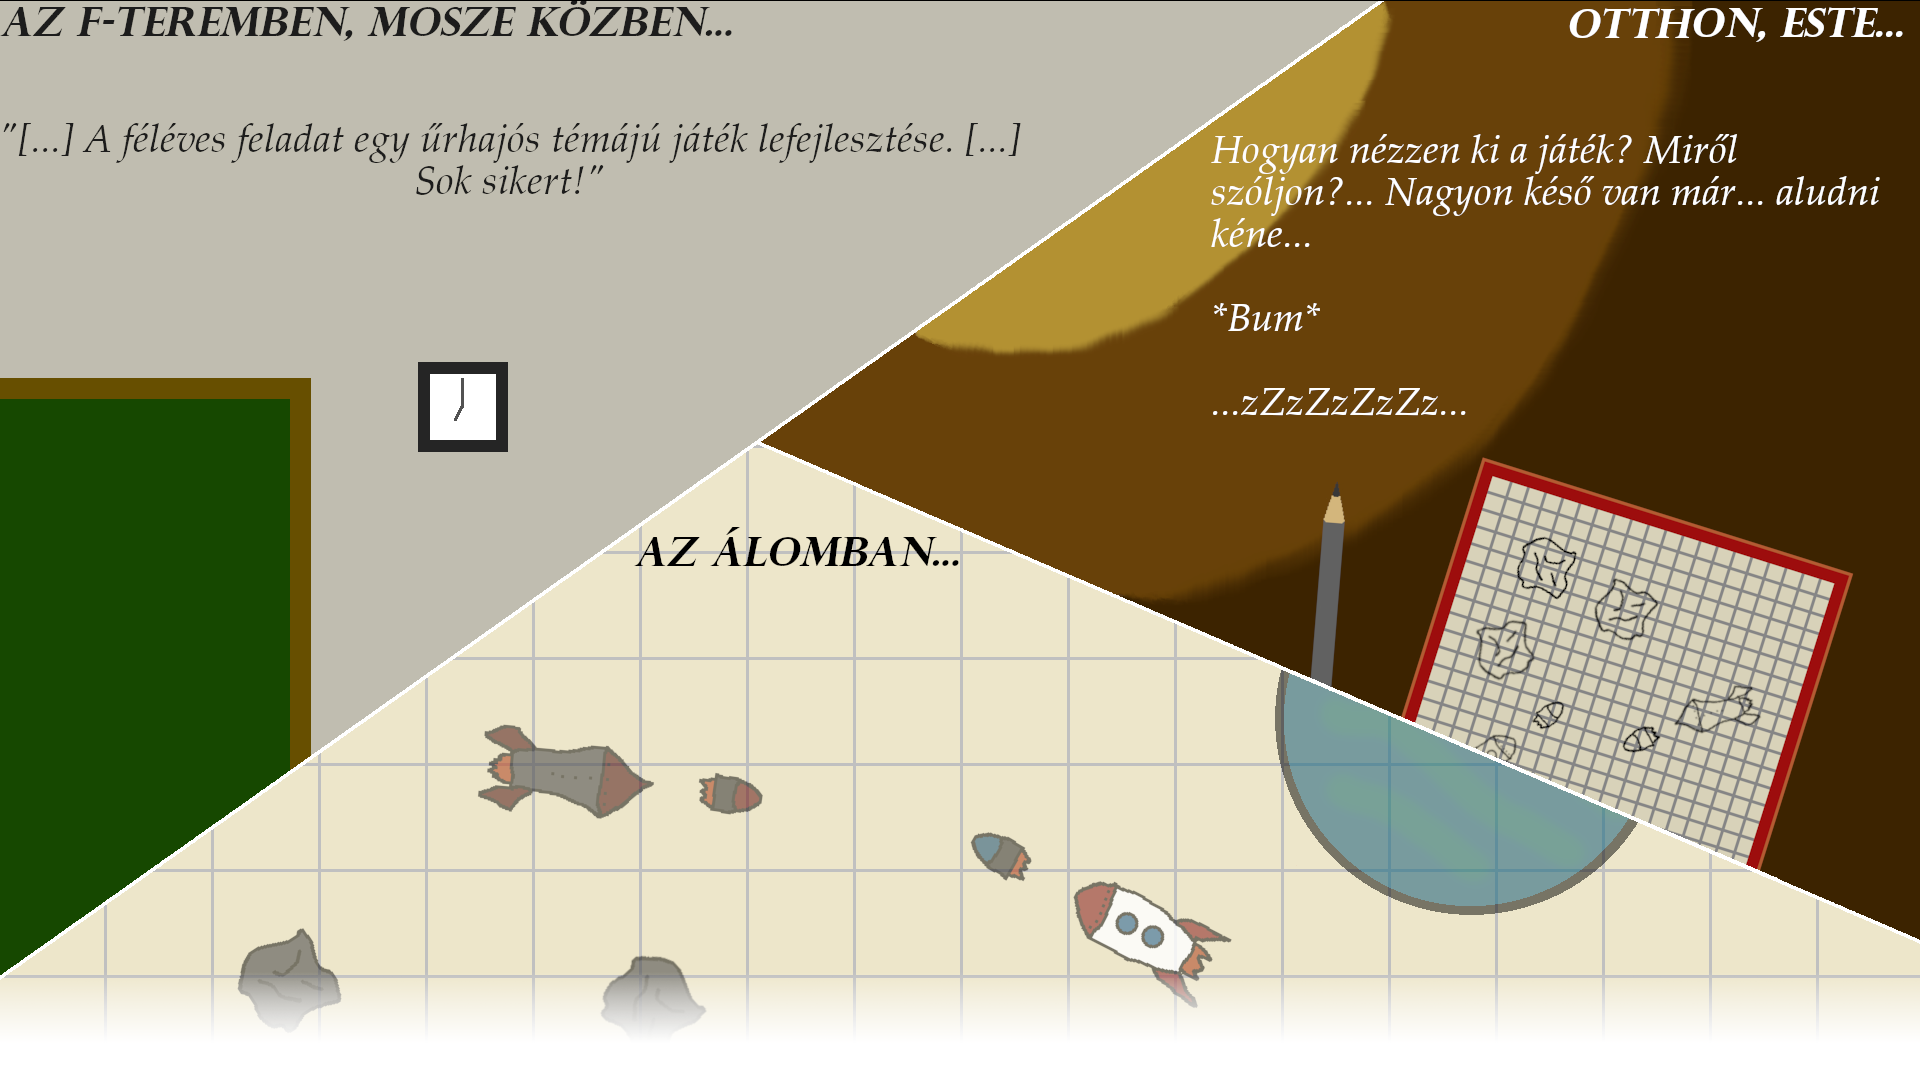 AZ F-TEREMBEN, MOSZE KÖZBEN...
"[...] A féléves feladat egy űrhajós témájú játék lefejlesztése. [...]
Sok sikert!"
OTTHON, ESTE...
Hogyan nézzen ki a játék? Miről
szóljon?... Nagyon késő van már... aludni
kéne...
*Bum*
...zZzZzZzZz...
AZ ÁLOMBAN...